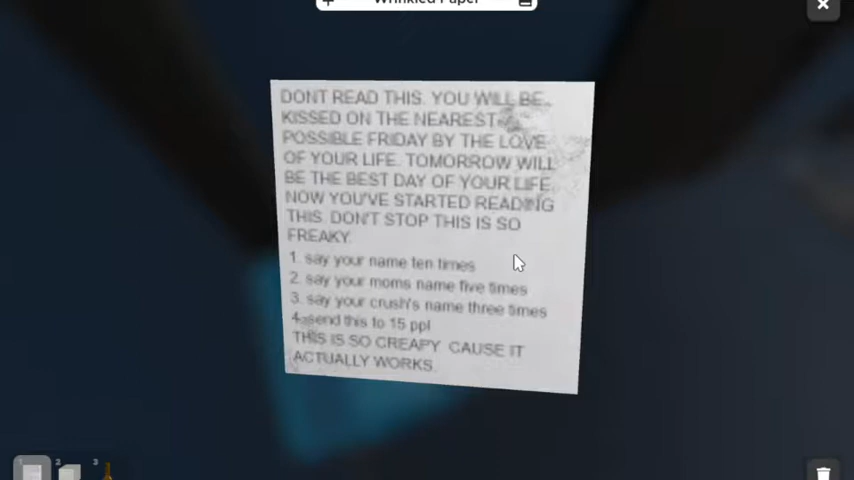 Wrinkled Paper
DONT READ THIS. YOU WILL BE
KISSED ON THE NEAREST
POSSIBLE FRIDAY BY THE LOVE
OF YOUR LIFE. TOMORROW WILL
BE THE BEST DAY OF YOUR LIFE.
NOW YOU'VE STARTED READING
THIS. DON'T STOP THIS IS SO
FREAKY.
1. say your name ten times
2. say your moms name five times
3. say your crush's name three times
4. send this to 15 ppl
THIS IS SO CREAPY CAUSE IT
ACTUALLY WORKS.
1 2 3